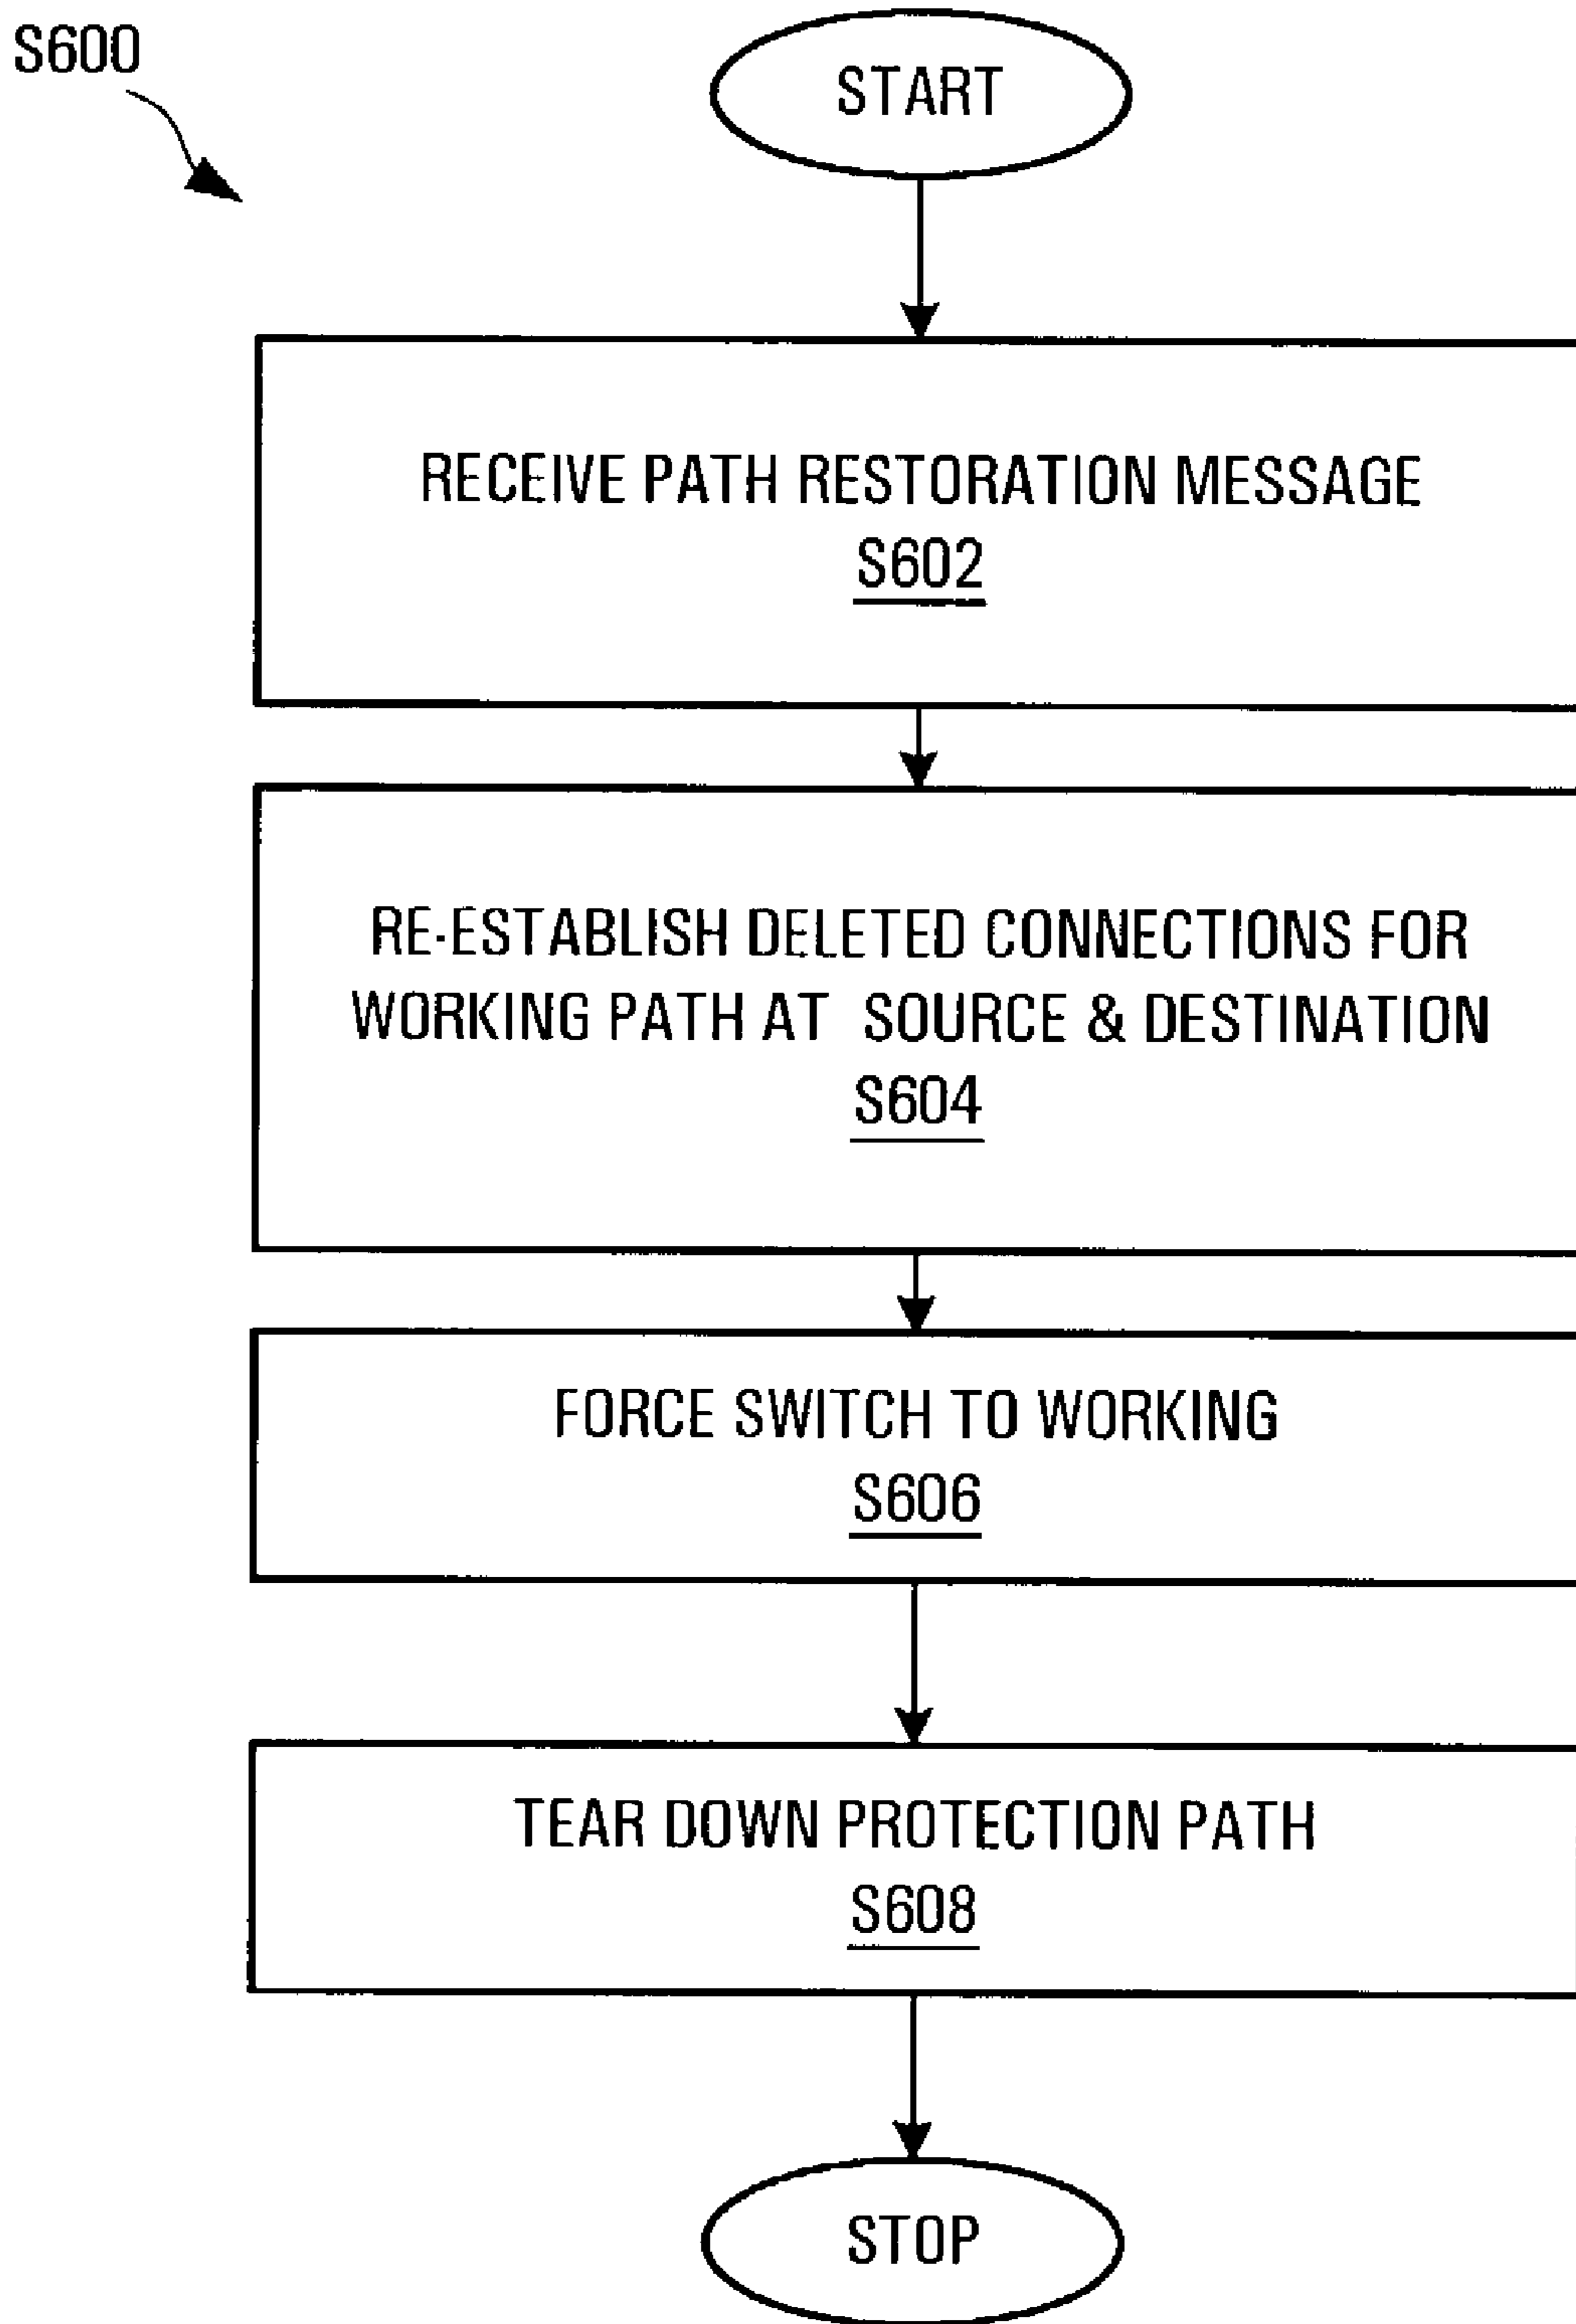 S600
START
RECEIVE PATH RESTORATION MESSAGE
S602
RE-ESTABLISH DELETED CONNECTIONS FOR
WORKING PATH AT SOURCE & DESTINATION
S604
FORCE SWITCH TO WORKING
S606
TEAR DOWN PROTECTION PATH
S608
STOP